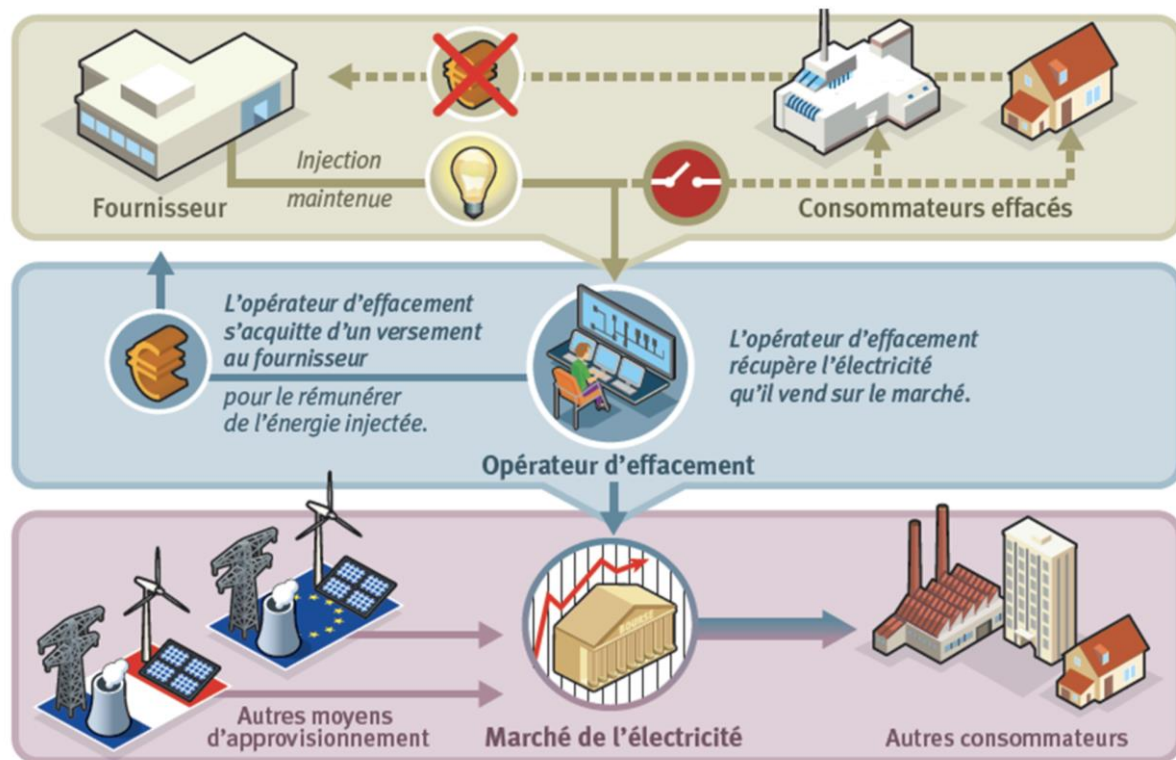 Injection
maintenue
Fournisseur
Consommateurs effacés
L'opérateur d'effacement
s'acquitte d'un versement
au fournisseur
pour le rémunérer
de l'énergie injectée.
L'opérateur d'effacement
récupère l'électricité
qu'il vend sur le marché.
Opérateur d'effacement
BOURSE
Autres moyens
d'approvisionnement
Marché de l'électricité
Autres consommateurs